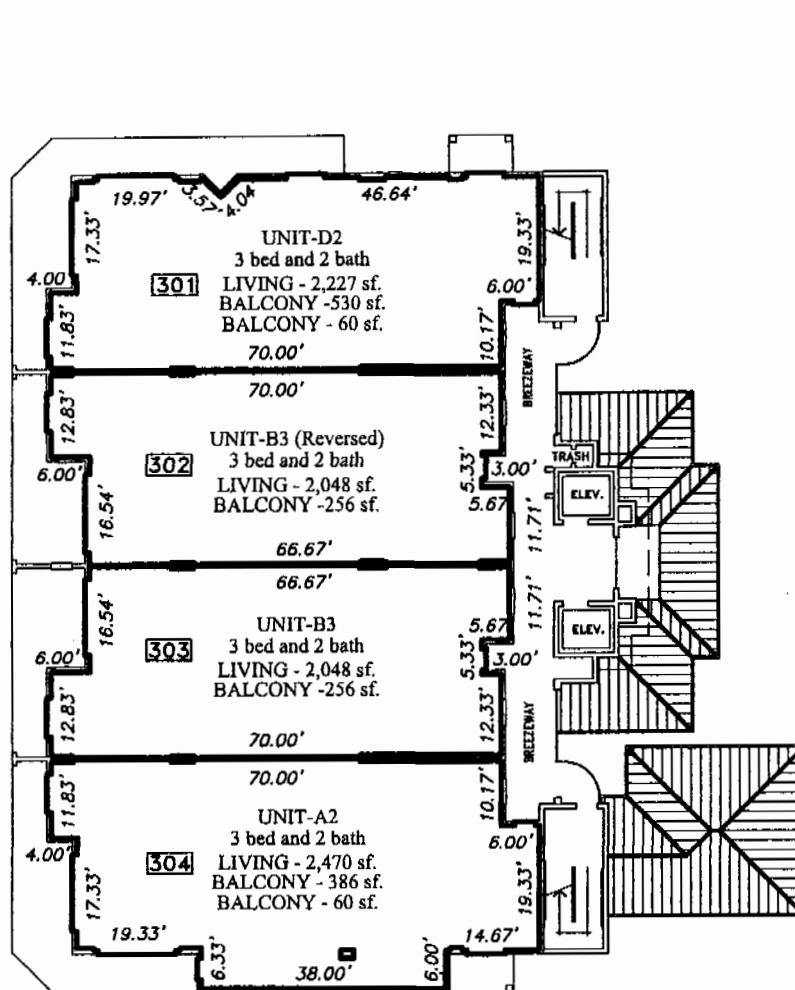 19.97'
3.57'
4.04
46.64'
17.33'
19.33'
UNIT-D2
3 bed and 2 bath
4.00'
301
LIVING - 2,227 sf.
6.00'
BALCONY -530 sf.
BALCONY - 60 sf.
11.83'
10.17'
70.00'
BREEZEWAY
70.00'
12.83'
12.33'
UNIT-B3 (Reversed)
3 bed and 2 bath
302
TRASH
6.00'
5.33'
3.00'
LIVING - 2,048 sf.
ELEV.
BALCONY -256 sf.
5.67
16.54'
11.71'
66.67'
66.67'
16.54'
11.71'
UNIT-B3
5.67
ELEV.
3 bed and 2 bath
303
6.00'
5.33'
3.00'
LIVING - 2,048 sf.
BALCONY -256 sf.
12.83'
12.33'
BREEZEWAY
70.00'
70.00'
11.83'
10.17'
UNIT-A2
3 bed and 2 bath
6.00'
4.00'
304
LIVING - 2,470 sf.
BALCONY - 386 sf.
BALCONY - 60 sf.
17.33'
19.33'
19.33'
14.67'
6.33'
38.00'
6.00'